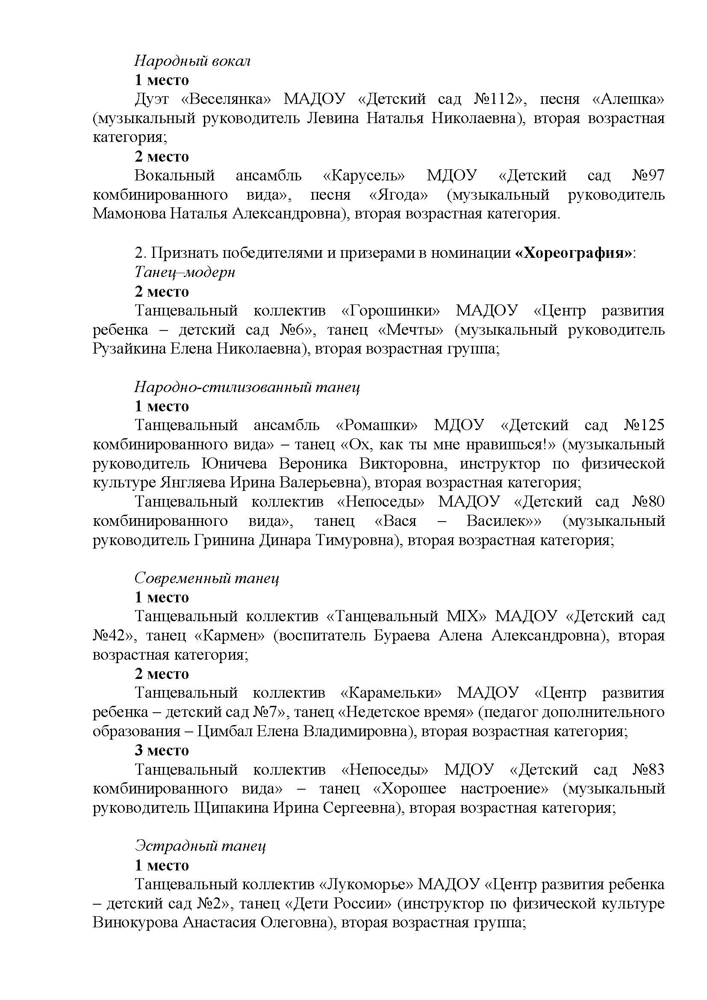 Народный вокал
1 место
Дуэт «Веселянка» МАДОУ «Детский сад №112», песня «Алешка»
(музыкальный руководитель Левина Наталья Николаевна), вторая возрастная
категория;
2 место
Вокальный ансамбль «Карусель» МДОУ «Детский сад №97
комбинированного вида», песня «Ягода» (музыкальный руководитель
Мамонова Наталья Александровна), вторая возрастная категория.
2. Признать победителями и призерами в номинации «Хореография»:
Танец–модерн
2 место
Танцевальный коллектив «Горошинки» МАДОУ «Центр развития
ребенка – детский сад №6», танец «Мечты» (музыкальный руководитель
Рузайкина Елена Николаевна), вторая возрастная группа;
Народно-стилизованный танец
1 место
Танцевальный ансамбль «Ромашки» МДОУ «Детский сад №125
комбинированного вида» – танец «Ох, как ты мне нравишься!» (музыкальный
руководитель Юничева Вероника Викторовна, инструктор по физической
культуре Янгляева Ирина Валерьевна), вторая возрастная категория;
Танцевальный коллектив «Непоседы» МАДОУ «Детский сад №80
комбинированного вида», танец «Вася – Василек»» (музыкальный
руководитель Гринина Динара Тимуровна), вторая возрастная категория;
Современный танец
1 место
Танцевальный коллектив «Танцевальный MIX» МАДОУ «Детский сад
№42», танец «Кармен» (воспитатель Бураева Алена Александровна), вторая
возрастная категория;
2 место
Танцевальный коллектив «Карамельки» МАДОУ «Центр развития
ребенка – детский сад №7», танец «Недетское время» (педагог дополнительного
образования – Цимбал Елена Владимировна), вторая возрастная категория;
3 место
Танцевальный коллектив «Непоседы» МДОУ «Детский сад №83
комбинированного вида» – танец «Хорошее настроение» (музыкальный
руководитель Щипакина Ирина Сергеевна), вторая возрастная категория;
Эстрадный танец
1 место
Танцевальный коллектив «Лукоморье» МАДОУ «Центр развития ребенка
– детский сад №2», танец «Дети России» (инструктор по физической культуре
Винокурова Анастасия Олеговна), вторая возрастная группа;